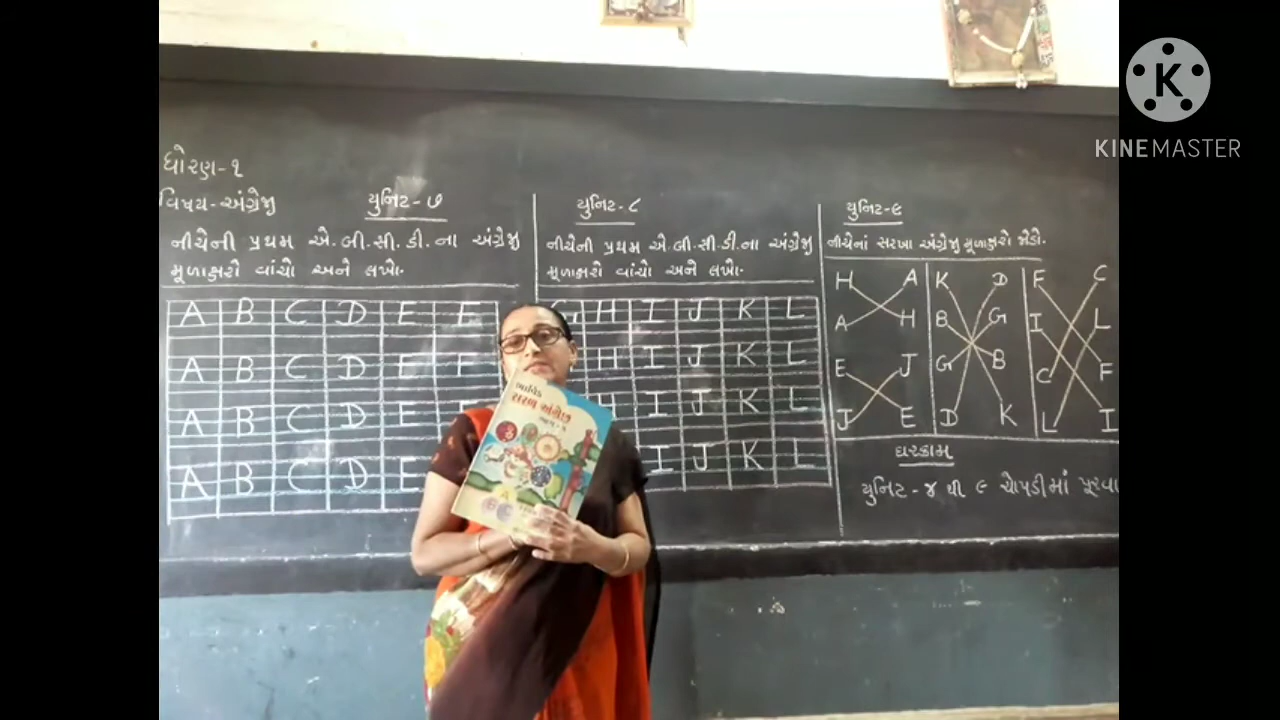 ધોરણ-૧
વિષય-અંગ્રેજી
યુનિટ-૭
નીચેની પ્રથમ એ.બી.સી.ડી.ના અંગ્રેજી
મૂળાક્ષરો વાંચો અને લખો.
A B C D E F
A B C D E F
A B C D E F
A B C D E
યુનિટ-૮
નીચેની પ્રથમ એ.બી.સી.ડી.ના અંગ્રેજી
મૂળાક્ષરો વાંચો અને લખો.
G H I J K L
H I J K L
H I J K L
I J K L
યુનિટ-૯
નીચેનાં સરખા અંગ્રેજી મૂળાક્ષરો જોડો.
H A K D F C
A H B G I L
E J G B C F
J E D K L I
ઘરકામ
યુનિટ-૪ થી ૯ ચોપડીમાં પૂરવા
સરળ અંગ્રેજી
KINEMASTER